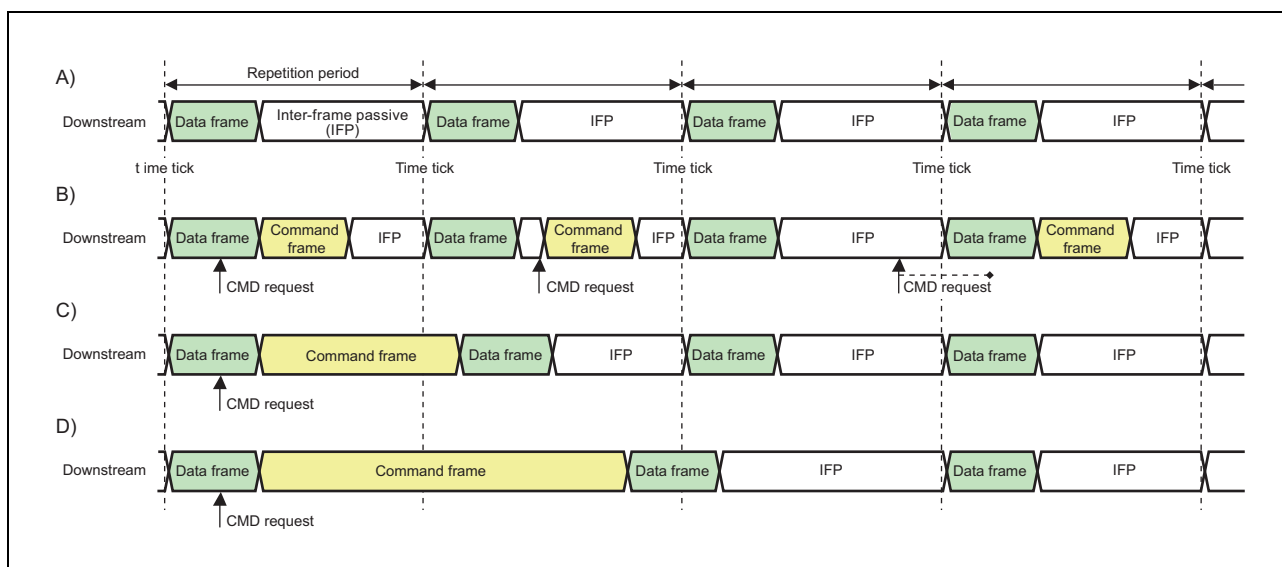 A)
Repetition period
Downstream
Data frame
Inter-frame passive
(IFP)
Data frame
IFP
Data frame
IFP
Data frame
IFP
t ime tick
Time tick
Time tick
Time tick
Time tick
B)
Downstream
Data frame
Command
frame
IFP
Data frame
Command
frame
IFP
Data frame
IFP
Data frame
Command
frame
IFP
CMD request
CMD request
CMD request
C)
Downstream
Data frame
Command frame
Data frame
IFP
Data frame
IFP
Data frame
IFP
CMD request
D)
Downstream
Data frame
Command frame
Data frame
IFP
Data frame
IFP
CMD request